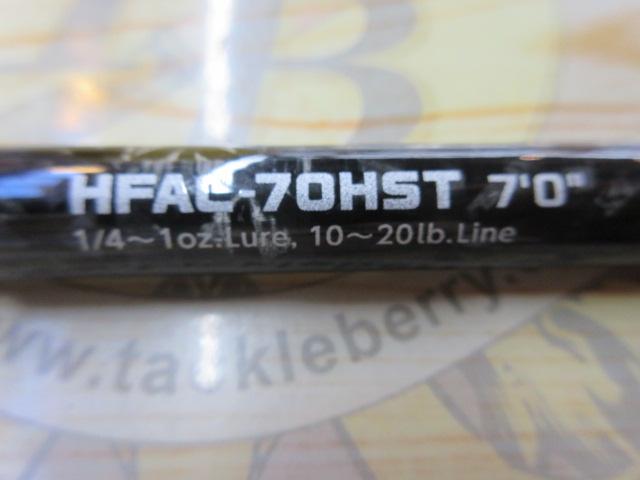 B
HFAC-70HST 7'0"
1/4～1oz.Lure, 10～20lb.Line
www.tackleberry.